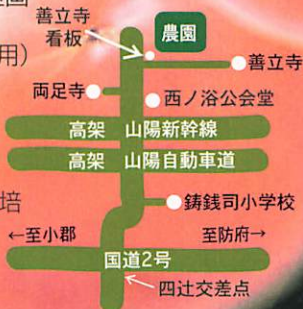 善立寺
看板
農園
用）
善立寺
両足寺
西ノ浴公会堂
高架　山陽新幹線
高架　山陽自動車道
培
鋳銭司小学校
←至小郡
至防府→
国道2号
四辻交差点